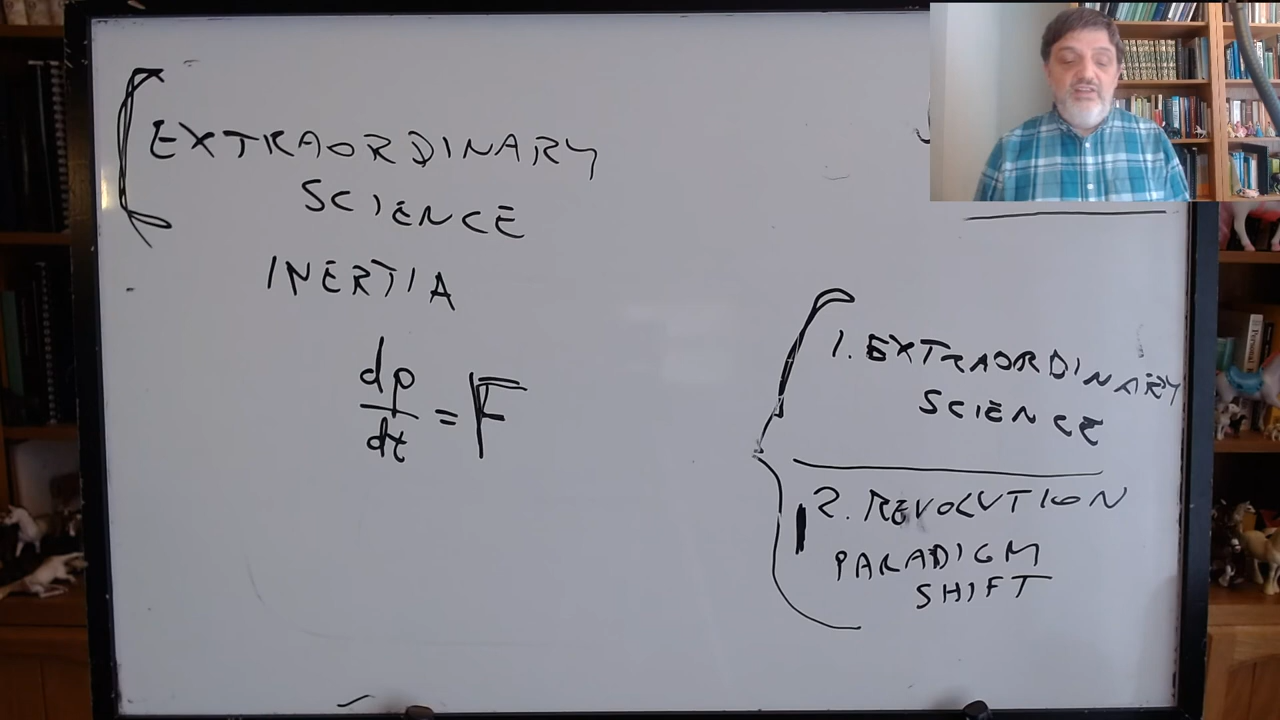 EXTRAORDINARY
SCIENCE
INERTIA
dp/dt = F
1. EXTRAORDINARY
SCIENCE
2. REVOLUTION
PARADIGM
SHIFT